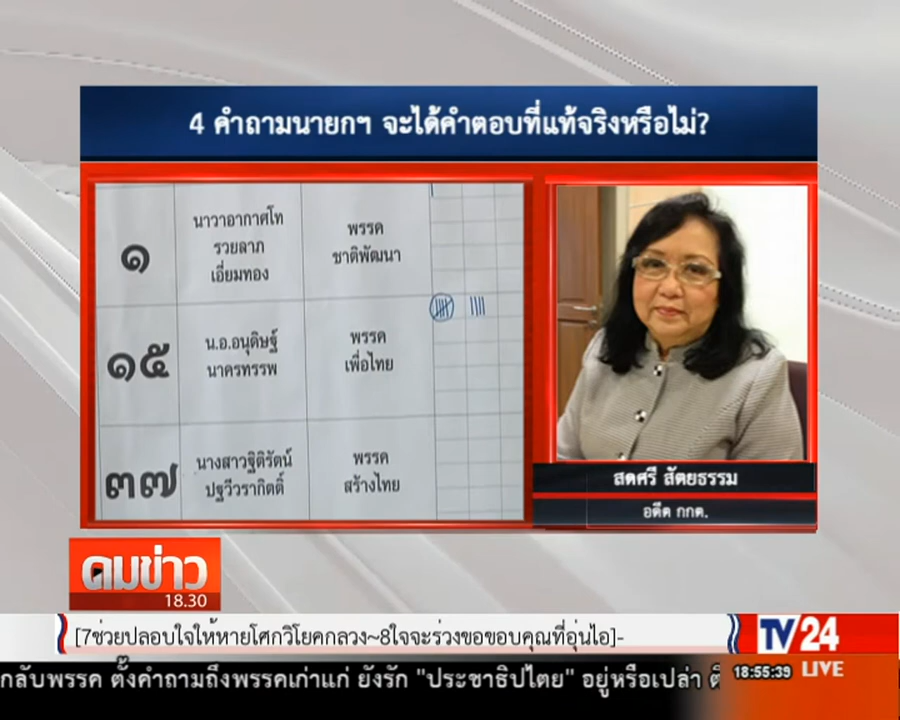 4 คำถามนายกฯ จะได้คำตอบที่แท้จริงหรือไม่?
๑
นาวาอากาศโท
รวยลาภ
เอี่ยมทอง
พรรค
ชาติพัฒนา
๑๕
น.อ.อนุดิษฐ์
นาครทรรพ
พรรค
เพื่อไทย
๓๗
นางสาวฐิติรัตน์
ปฐวีวรากิตติ์
พรรค
สร้างไทย
สดศรี สัตยธรรม
อดีต กกต.
คมข่าว
18.30
[7ช่วยปลอบใจให้หายโศกวิโยคกลวง~8ใจจะร่วงขอขอบคุณที่อุ่นไอ]-
TV24
กลับพรรค ตั้งคำถามถึงพรรคเก่าแก่ ยังรัก "ประชาธิปไตย" อยู่หรือเปล่า
18:55:39 LIVE